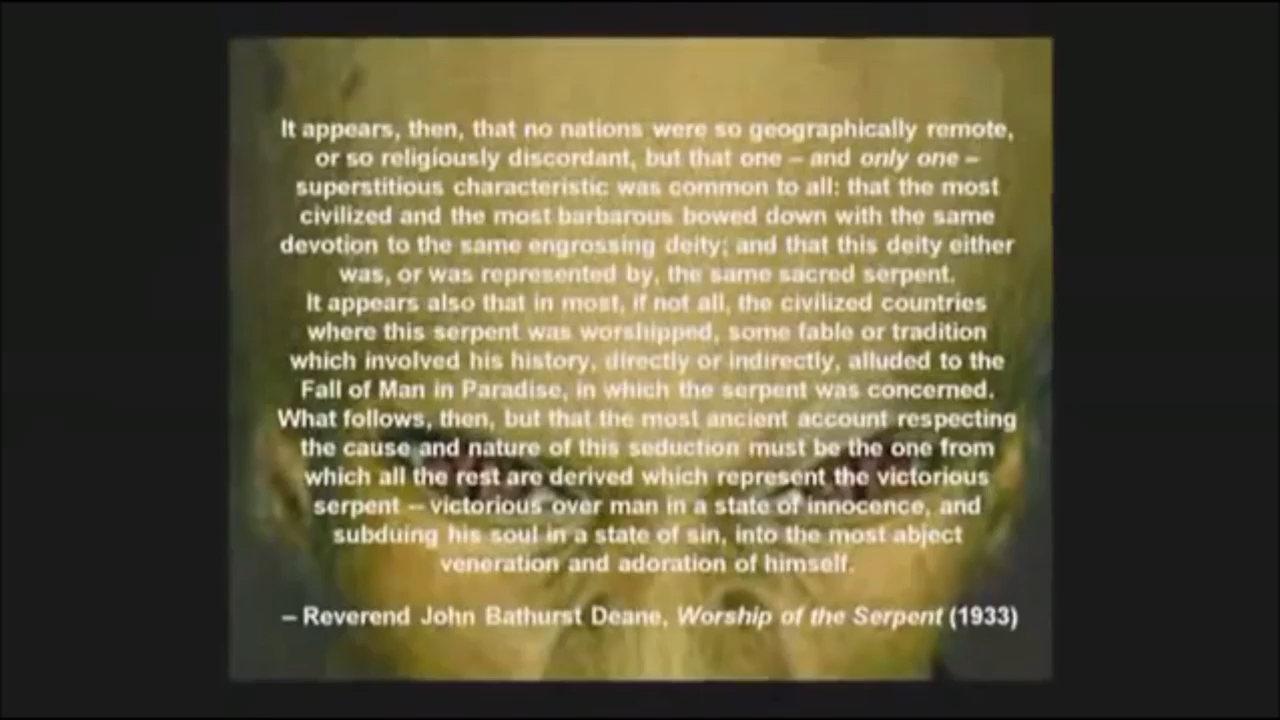 It appears, then, that no nations were so geographically remote,
or so religiously discordant, but that one – and only one –
superstitious characteristic was common to all: that the most
civilized and the most barbarous bowed down with the same
devotion to the same engrossing deity; and that this deity either
was, or was represented by, the same sacred serpent.
It appears also that in most, if not all, the civilized countries
where this serpent was worshipped, some fable or tradition
which involved his history, directly or indirectly, alluded to the
Fall of Man in Paradise, in which the serpent was concerned.
What follows, then, but that the most ancient account respecting
the cause and nature of this seduction must be the one from
which all the rest are derived which represent the victorious
serpent – victorious over man in a state of innocence, and
subduing his soul in a state of sin, into the most abject
veneration and adoration of himself.
– Reverend John Bathurst Deane, Worship of the Serpent (1933)